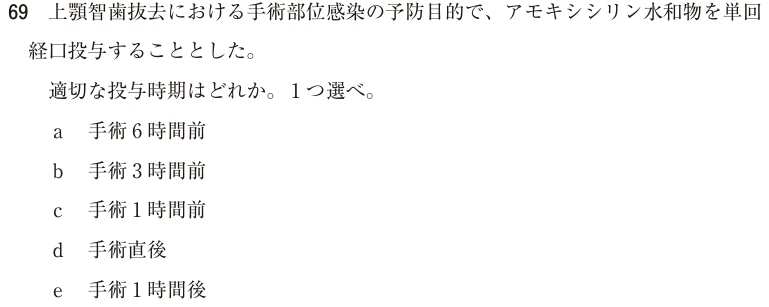 69 上顎智歯抜去における手術部位感染の予防目的で、アモキシシリン水和物を単回
経口投与することとした。
適切な投与時期はどれか。1つ選べ。
a 手術6時間前
b 手術3時間前
c 手術1時間前
d 手術直後
e 手術1時間後